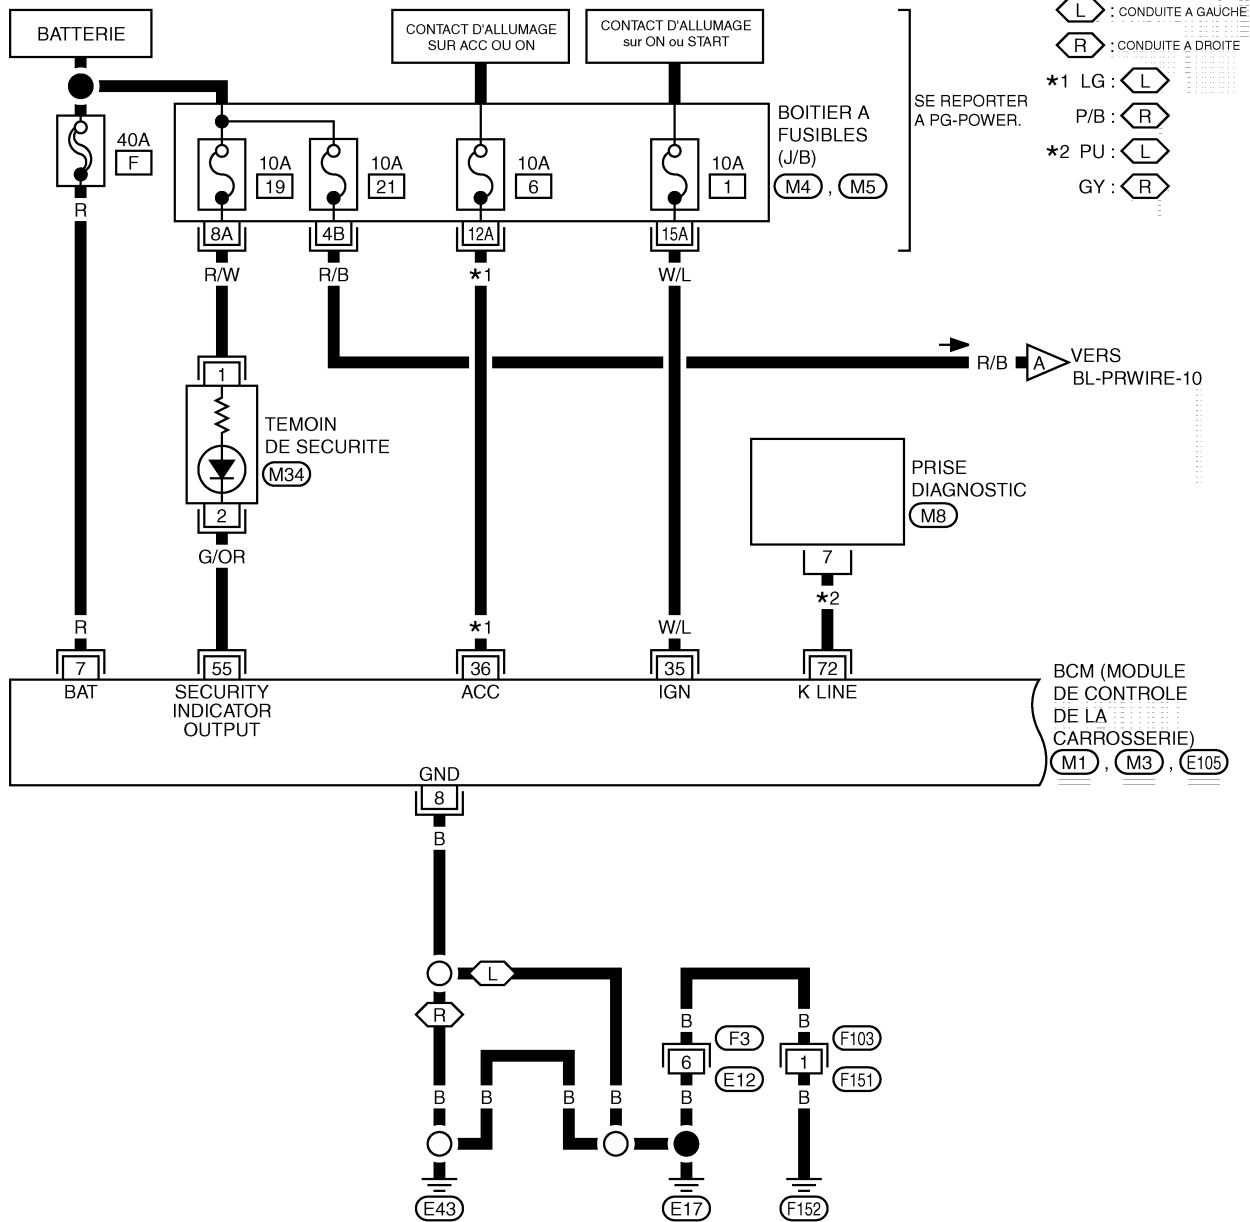 BATTERIE
CONTACT D'ALLUMAGE
SUR ACC OU ON
CONTACT D'ALLUMAGE
sur ON ou START
L : CONDUITE A GAUCHE
R : CONDUITE A DROITE
*1 LG : L
P/B : R
*2 PU : L
GY : R
SE REPORTER
A PG-POWER.
BOITIER A
FUSIBLES
(J/B)
M4 , M5
40A
F
10A
19
10A
21
10A
6
10A
1
R
8A
4B
12A
15A
R/W
R/B
*1
W/L
R/B
A
VERS
BL-PRWIRE-10
1
TEMOIN
DE SECURITE
M34
2
G/OR
PRISE
DIAGNOSTIC
M8
7
*2
R
*1
W/L
7
55
36
35
72
BAT
SECURITY
INDICATOR
OUTPUT
ACC
IGN
K LINE
BCM (MODULE
DE CONTROLE
DE LA
CARROSSERIE)
M1 , M3 , E105
GND
8
B
L
R
B
B
F3
F103
6
1
E12
F151
B
B
B
B
B
B
E43
E17
F152